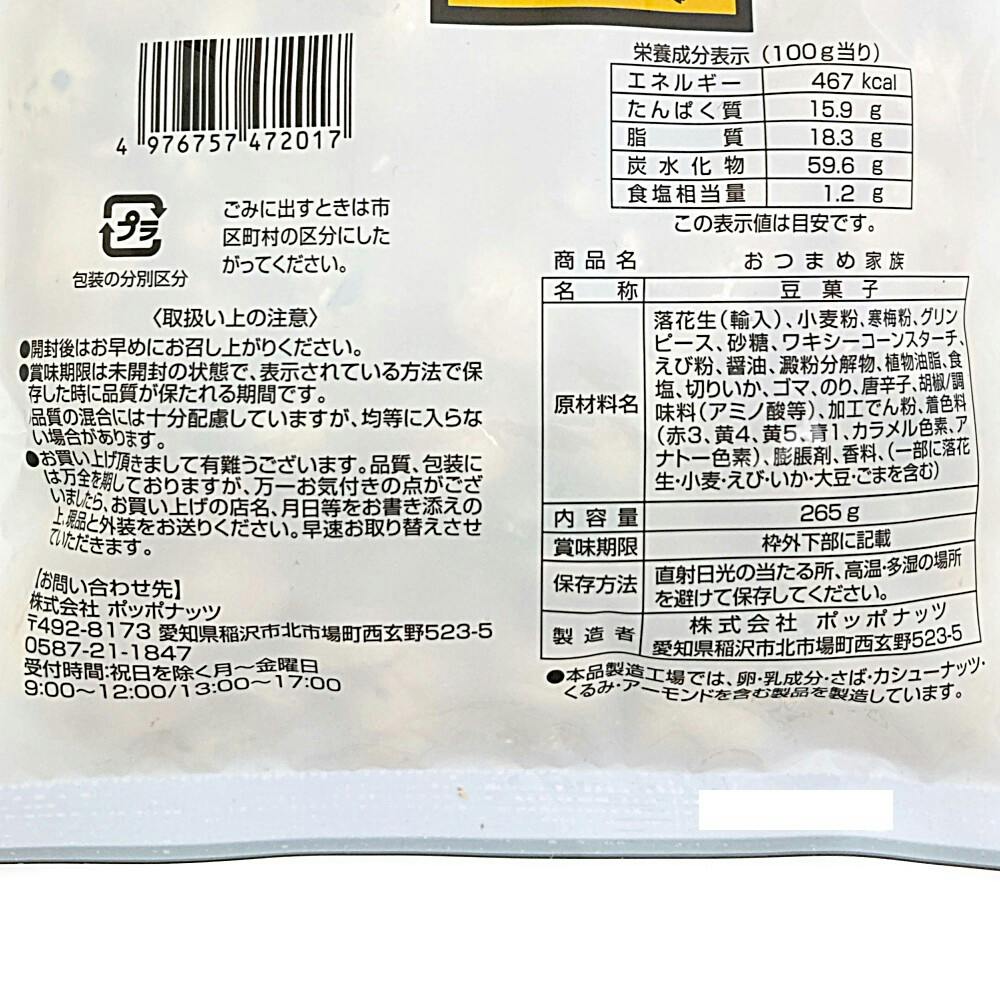 4 976757 472017
プラ
包装の分別区分
ごみに出すときは市
区町村の区分にした
がってください。
〈取扱い上の注意〉
●開封後はお早めにお召し上がりください。
●賞味期限は未開封の状態で、表示されている方法で保
存した時に品質が保たれる期間です。
品質の混合には十分配慮していますが、均等に入らな
い場合があります。
●お買い上げ頂きまして有難うございます。品質、包装に
は万全を期しておりますが、万一お気付きの点がござ
いましたら、お買い上げの店名、月日等をお書き添えの
上、現品と外装をお送りください。早速お取り替えさせ
ていただきます。
【お問い合わせ先】
株式会社 ポッポナッツ
〒492-8173 愛知県稲沢市北市場町西玄野523-5
0587-21-1847
受付時間:祝日を除く月〜金曜日
9:00〜12:00/13:00〜17:00
栄養成分表示（100g当り）
エネルギー 467 kcal
たんぱく質 15.9 g
脂質 18.3 g
炭水化物 59.6 g
食塩相当量 1.2 g
この表示値は目安です。
商品名 おつまめ家族
名称 豆菓子
原材料名
落花生(輸入)、小麦粉、寒梅粉、グリン
ピース、砂糖、ワキシーコーンスターチ、
えび粉、醤油、澱粉分解物、植物油脂、食
塩、切りいか、ゴマ、のり、唐辛子、胡椒/調
味料(アミノ酸等)、加工でん粉、着色料
(赤3、黄4、黄5、青1、カラメル色素、ア
ナトー色素)、膨脹剤、香料、(一部に落花
生・小麦・えび・いか・大豆・ごまを含む)
内容量 265g
賞味期限 枠外下部に記載
保存方法 直射日光の当たる所、高温・多湿の場所
を避けて保存してください。
製造者 株式会社 ポッポナッツ
愛知県稲沢市北市場町西玄野523-5
●本品製造工場では、卵・乳成分・さば・カシューナッツ・
くるみ・アーモンドを含む製品を製造しています。